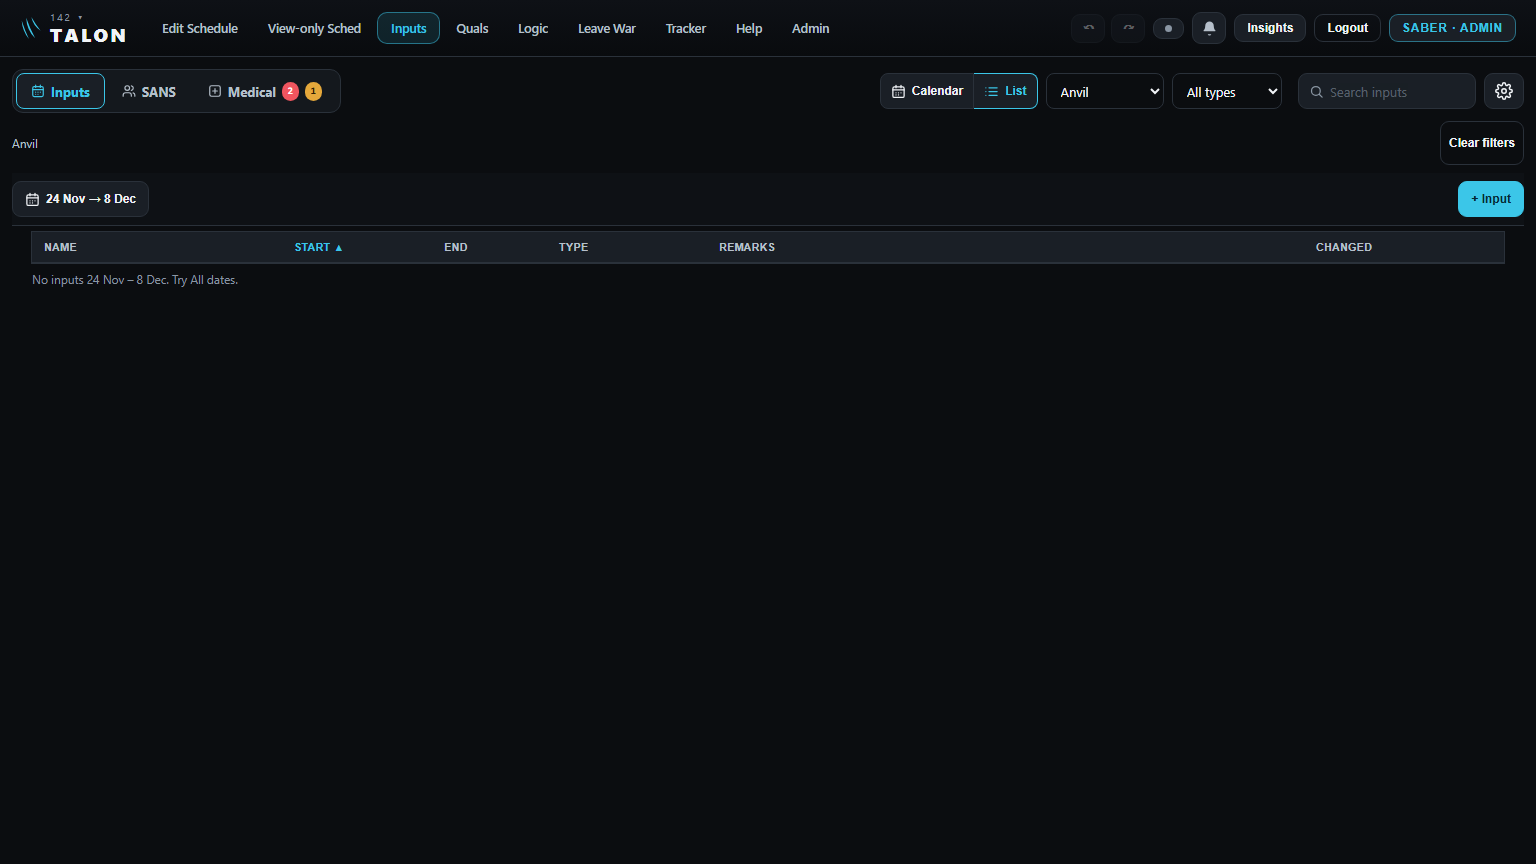 142 ▾
TALON
Edit Schedule
View-only Sched
Inputs
Quals
Logic
Leave War
Tracker
Help
Admin
Insights
Logout
SABER · ADMIN
Inputs
SANS
Medical 2 1
Calendar
List
Anvil
All types
Search inputs
Anvil
Clear filters
24 Nov → 8 Dec
+ Input
NAME START ▲ END TYPE REMARKS CHANGED
No inputs 24 Nov – 8 Dec. Try All dates.